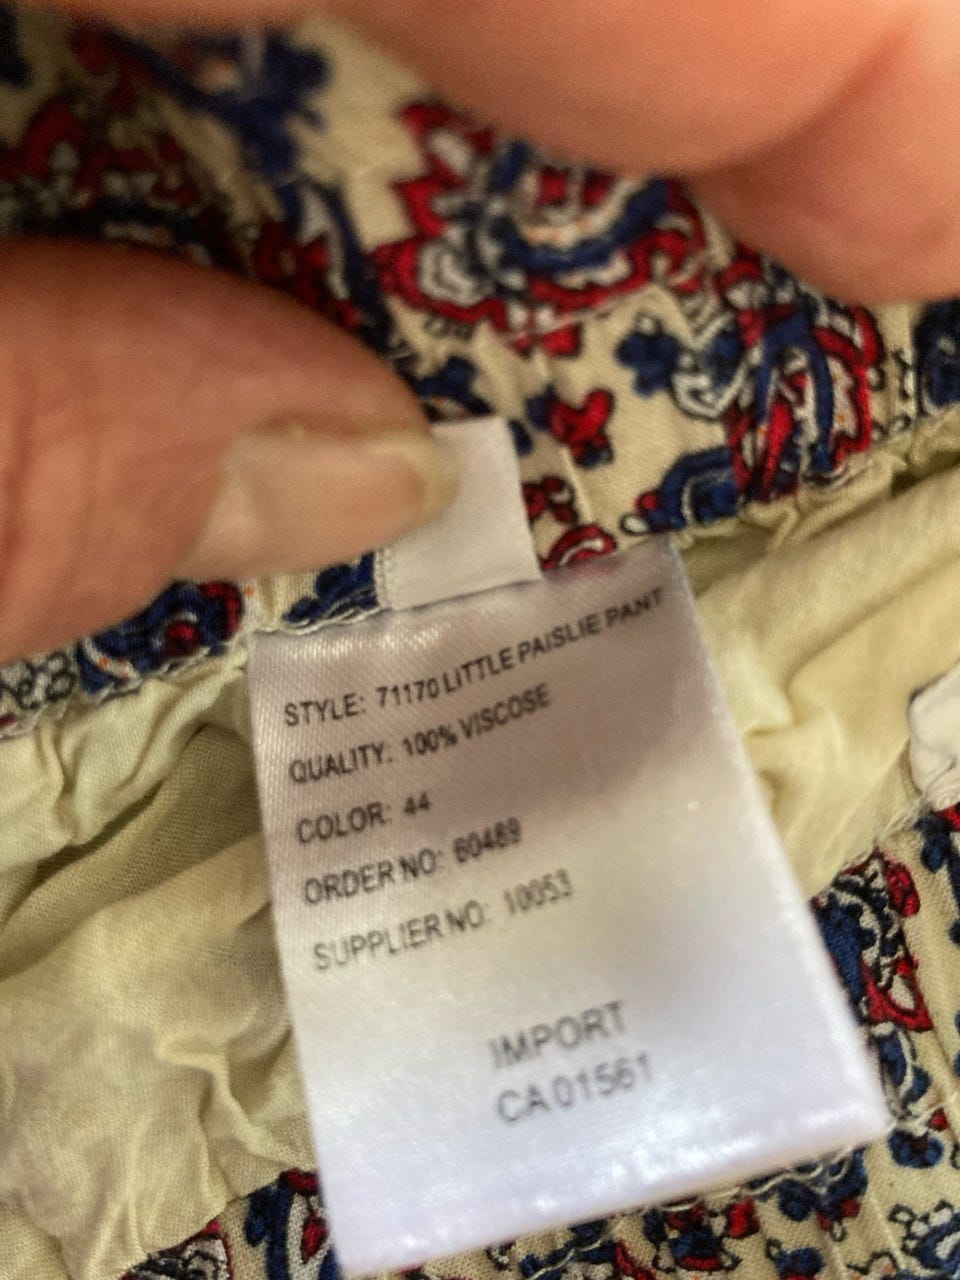 STYLE: 71170 LITTLE PAISLIE PANT
QUALITY: 100% VISCOSE
COLOR: 44
ORDER NO: 60489
SUPPLIER NO: 10053
IMPORT
CA 01561